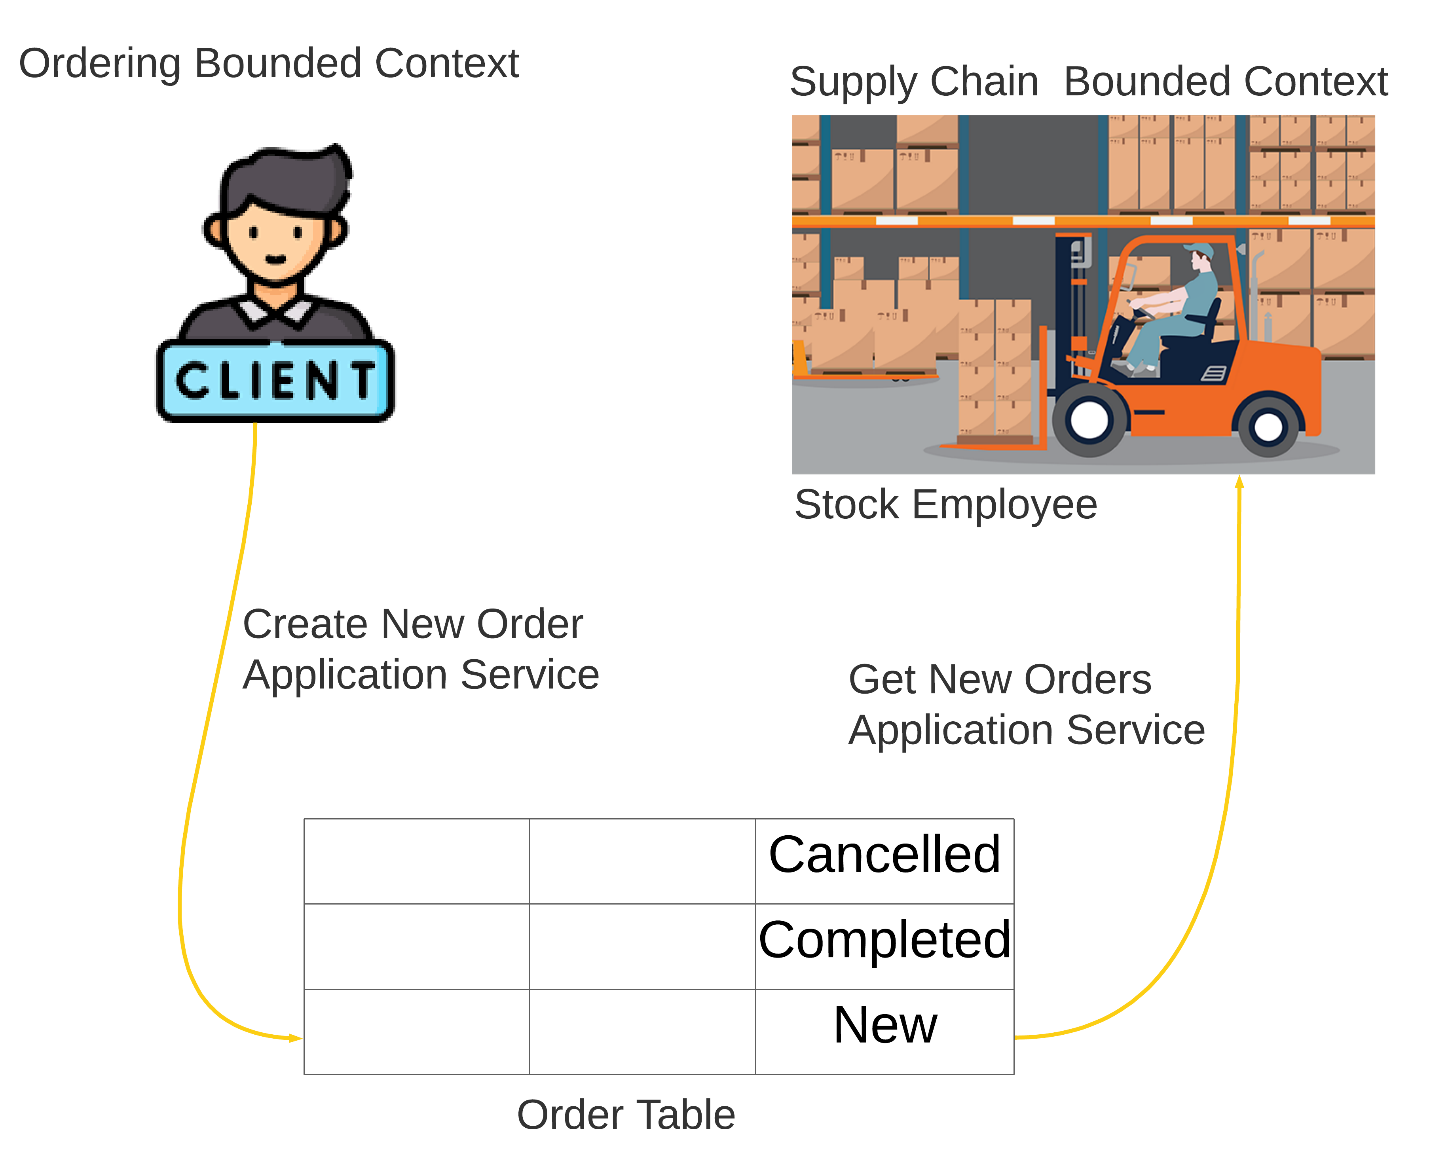 Ordering Bounded Context
Supply Chain  Bounded Context
CLIENT
Stock Employee
Create New Order
Application Service
Get New Orders
Application Service
Cancelled
Completed
New
Order Table